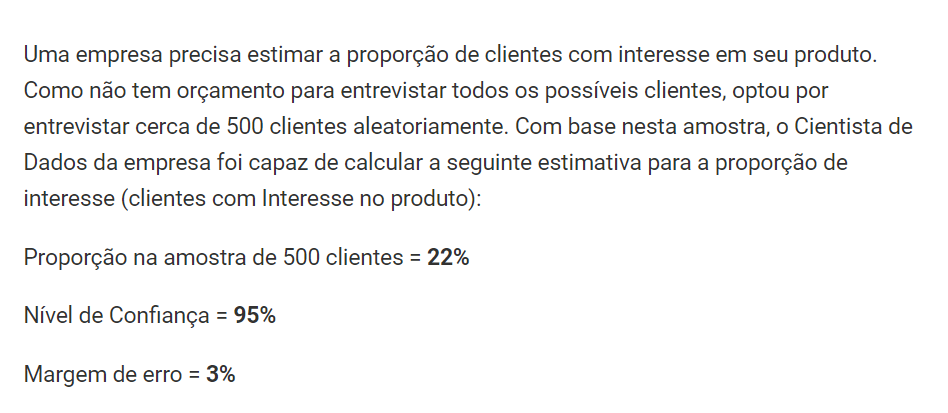 Uma empresa precisa estimar a proporção de clientes com interesse em seu produto.
Como não tem orçamento para entrevistar todos os possíveis clientes, optou por
entrevistar cerca de 500 clientes aleatoriamente. Com base nesta amostra, o Cientista de
Dados da empresa foi capaz de calcular a seguinte estimativa para a proporção de
interesse (clientes com Interesse no produto):
Proporção na amostra de 500 clientes = 22%
Nível de Confiança = 95%
Margem de erro = 3%